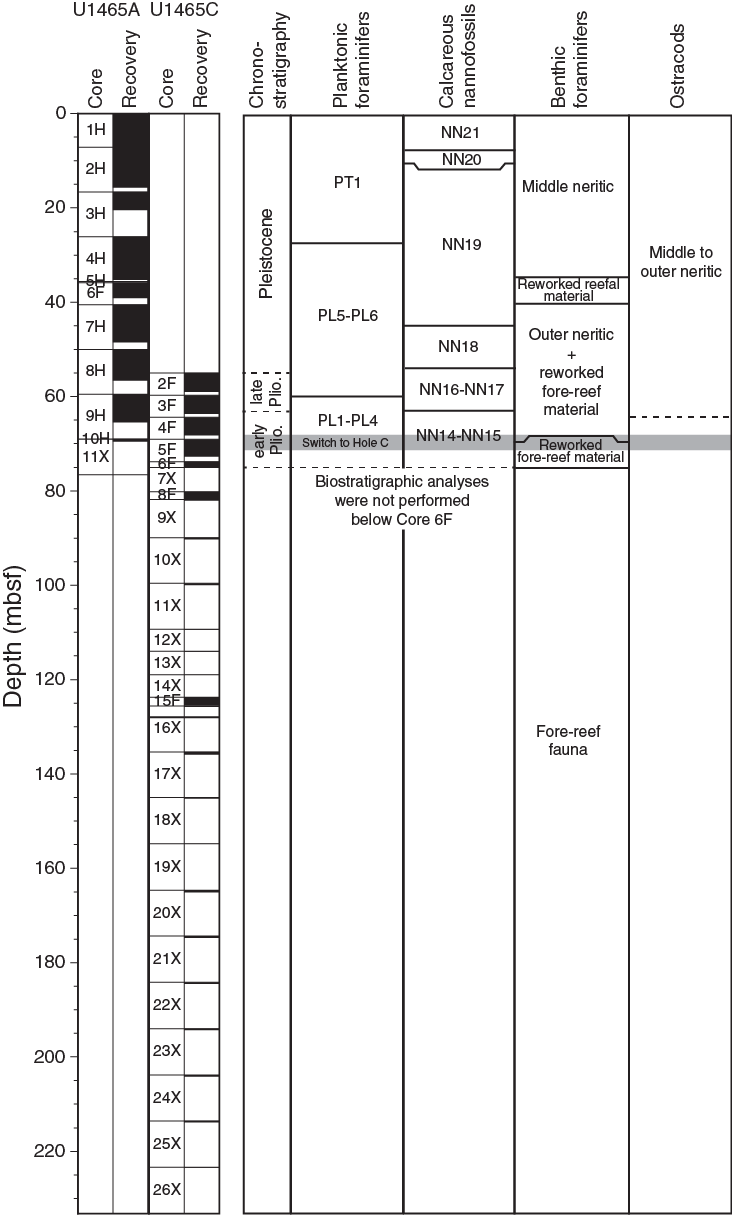 U1465A U1465C
Core
Recovery
Core
Recovery
Chrono-
stratigraphy
Planktonic
foraminifers
Calcareous
nannofossils
Benthic
foraminifers
Ostracods
Depth (mbsf)
0
20
40
60
80
100
120
140
160
180
200
220
1H
2H
3H
4H
5H
6F
7H
8H
9H
10H
11X
2F
3F
4F
5F
6F
7X
8F
9X
10X
11X
12X
13X
14X
15F
16X
17X
18X
19X
20X
21X
22X
23X
24X
25X
26X
Pleistocene
late
Plio.
early
Plio.
PT1
PL5-PL6
PL1-PL4
Switch to Hole C
NN21
NN20
NN19
NN18
NN16-NN17
NN14-NN15
Biostratigraphic analyses
were not performed
below Core 6F
Middle neritic
Reworked reefal
material
Outer neritic
+
reworked
fore-reef
material
Reworked
fore-reef material
Fore-reef
fauna
Middle to
outer neritic